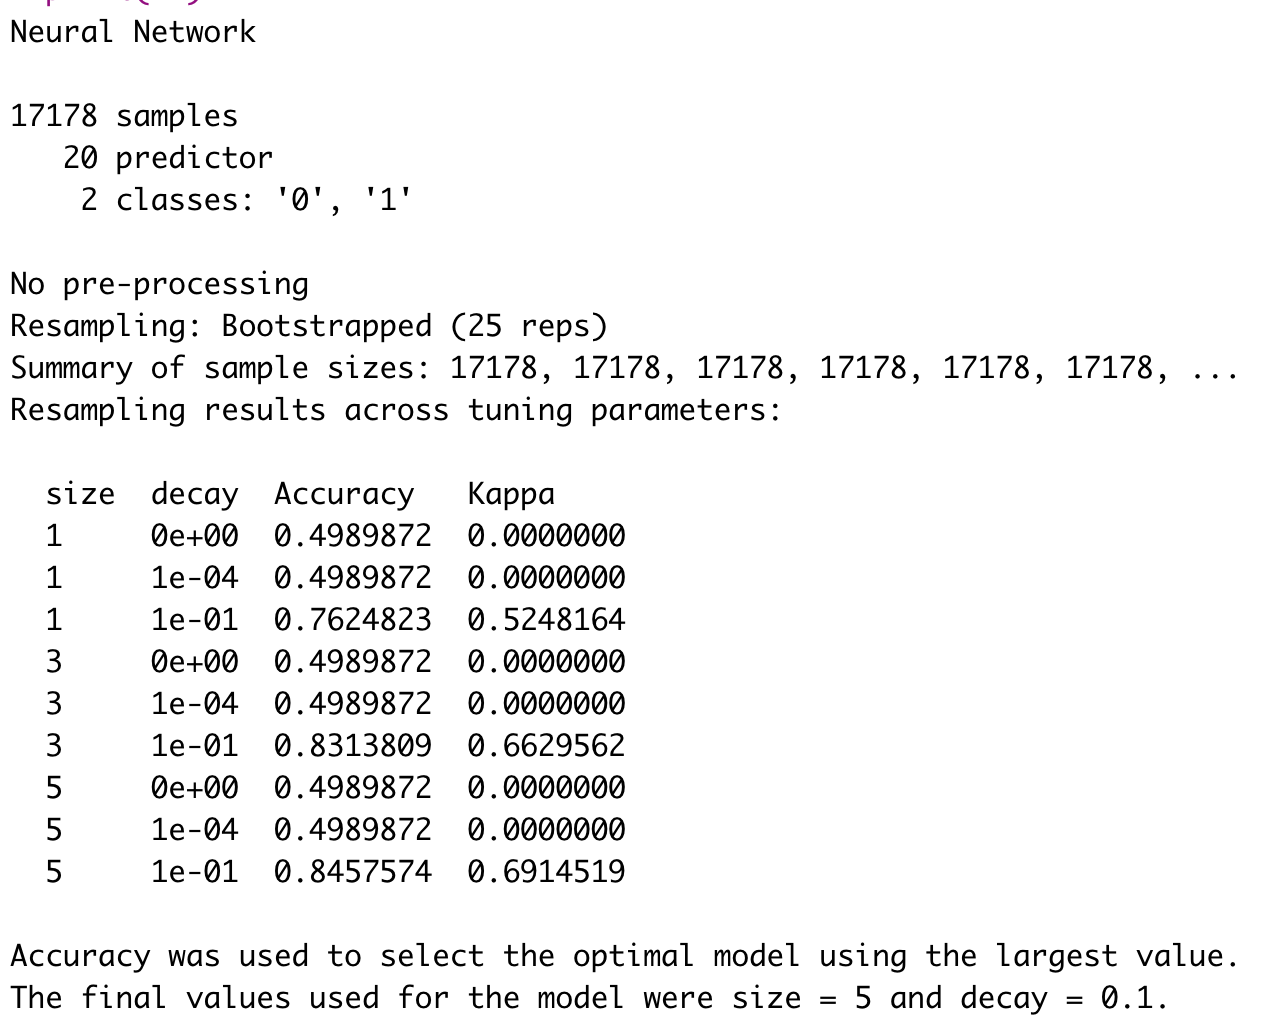 Neural Network
17178 samples
20 predictor
2 classes: '0', '1'
No pre-processing
Resampling: Bootstrapped (25 reps)
Summary of sample sizes: 17178, 17178, 17178, 17178, 17178, 17178, ...
Resampling results across tuning parameters:
size decay Accuracy Kappa
1 0e+00 0.4989872 0.0000000
1 1e-04 0.4989872 0.0000000
1 1e-01 0.7624823 0.5248164
3 0e+00 0.4989872 0.0000000
3 1e-04 0.4989872 0.0000000
3 1e-01 0.8313809 0.6629562
5 0e+00 0.4989872 0.0000000
5 1e-04 0.4989872 0.0000000
5 1e-01 0.8457574 0.6914519
Accuracy was used to select the optimal model using the largest value.
The final values used for the model were size = 5 and decay = 0.1.